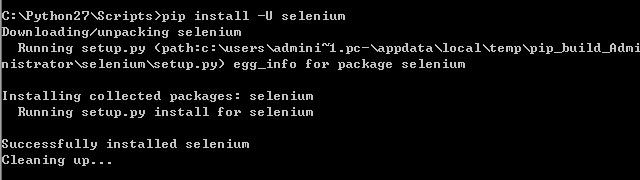 C:\Python27\Scripts>pip install -U selenium
Downloading/unpacking selenium
  Running setup.py (path:c:\users\admini~1.pc-\appdata\local\temp\pip_build_Admi
nistrator\selenium\setup.py) egg_info for package selenium

Installing collected packages: selenium
  Running setup.py install for selenium

Successfully installed selenium
Cleaning up...